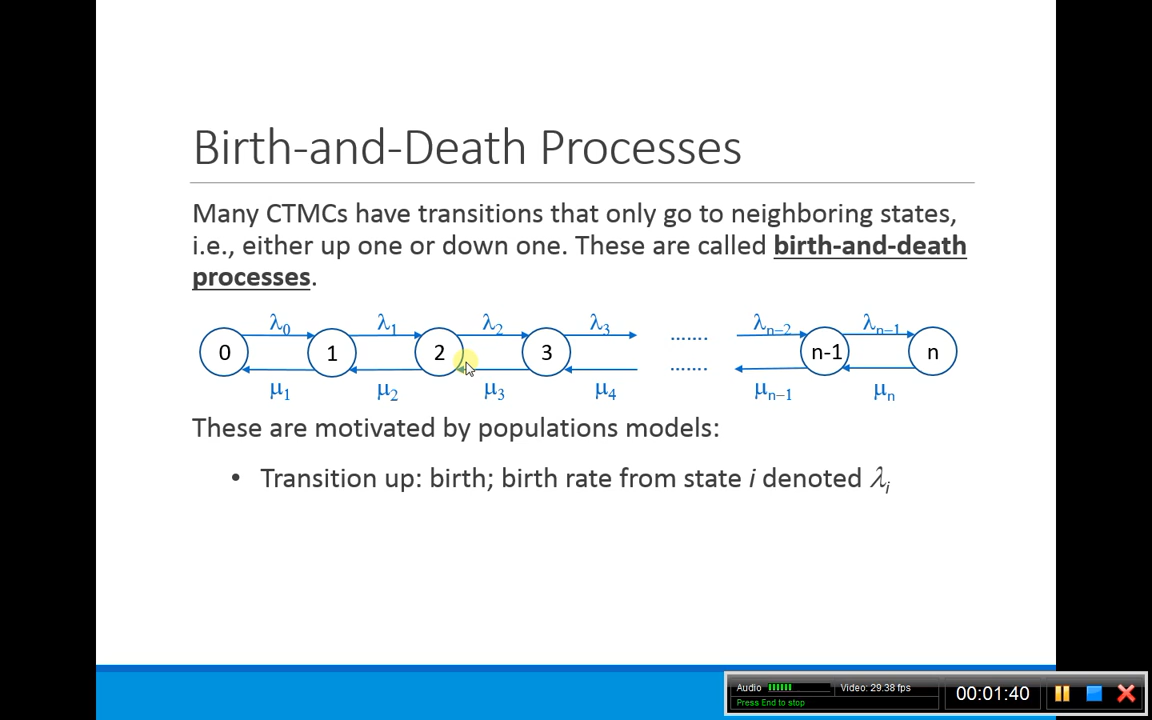 Birth-and-Death Processes
Many CTMCs have transitions that only go to neighboring states,
i.e., either up one or down one. These are called birth-and-death
processes.
λ0 λ1 λ2 λ3 λn−2 λn−1
0 1 2 3 ....... ....... n-1 n
μ1 μ2 μ3 μ4 μn−1 μn
These are motivated by populations models:
• Transition up: birth; birth rate from state i denoted λi
Audio Video: 29.38 fps 00:01:40
Press End to stop